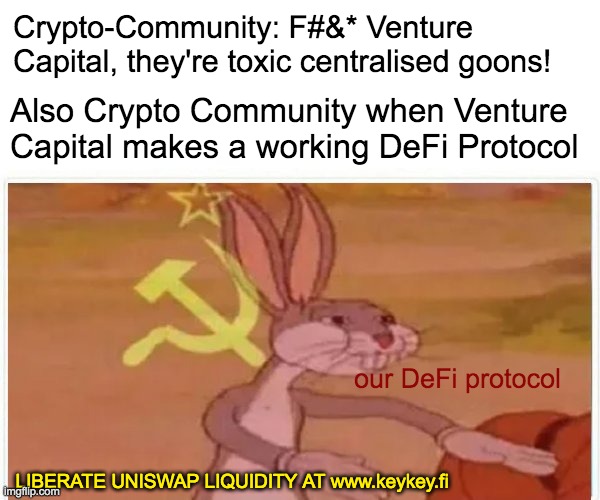 Crypto-Community: F#&* Venture
Capital, they're toxic centralised goons!
Also Crypto Community when Venture
Capital makes a working DeFi Protocol
our DeFi protocol
LIBERATE UNISWAP LIQUIDITY AT www.keykey.fi
imgflip.com